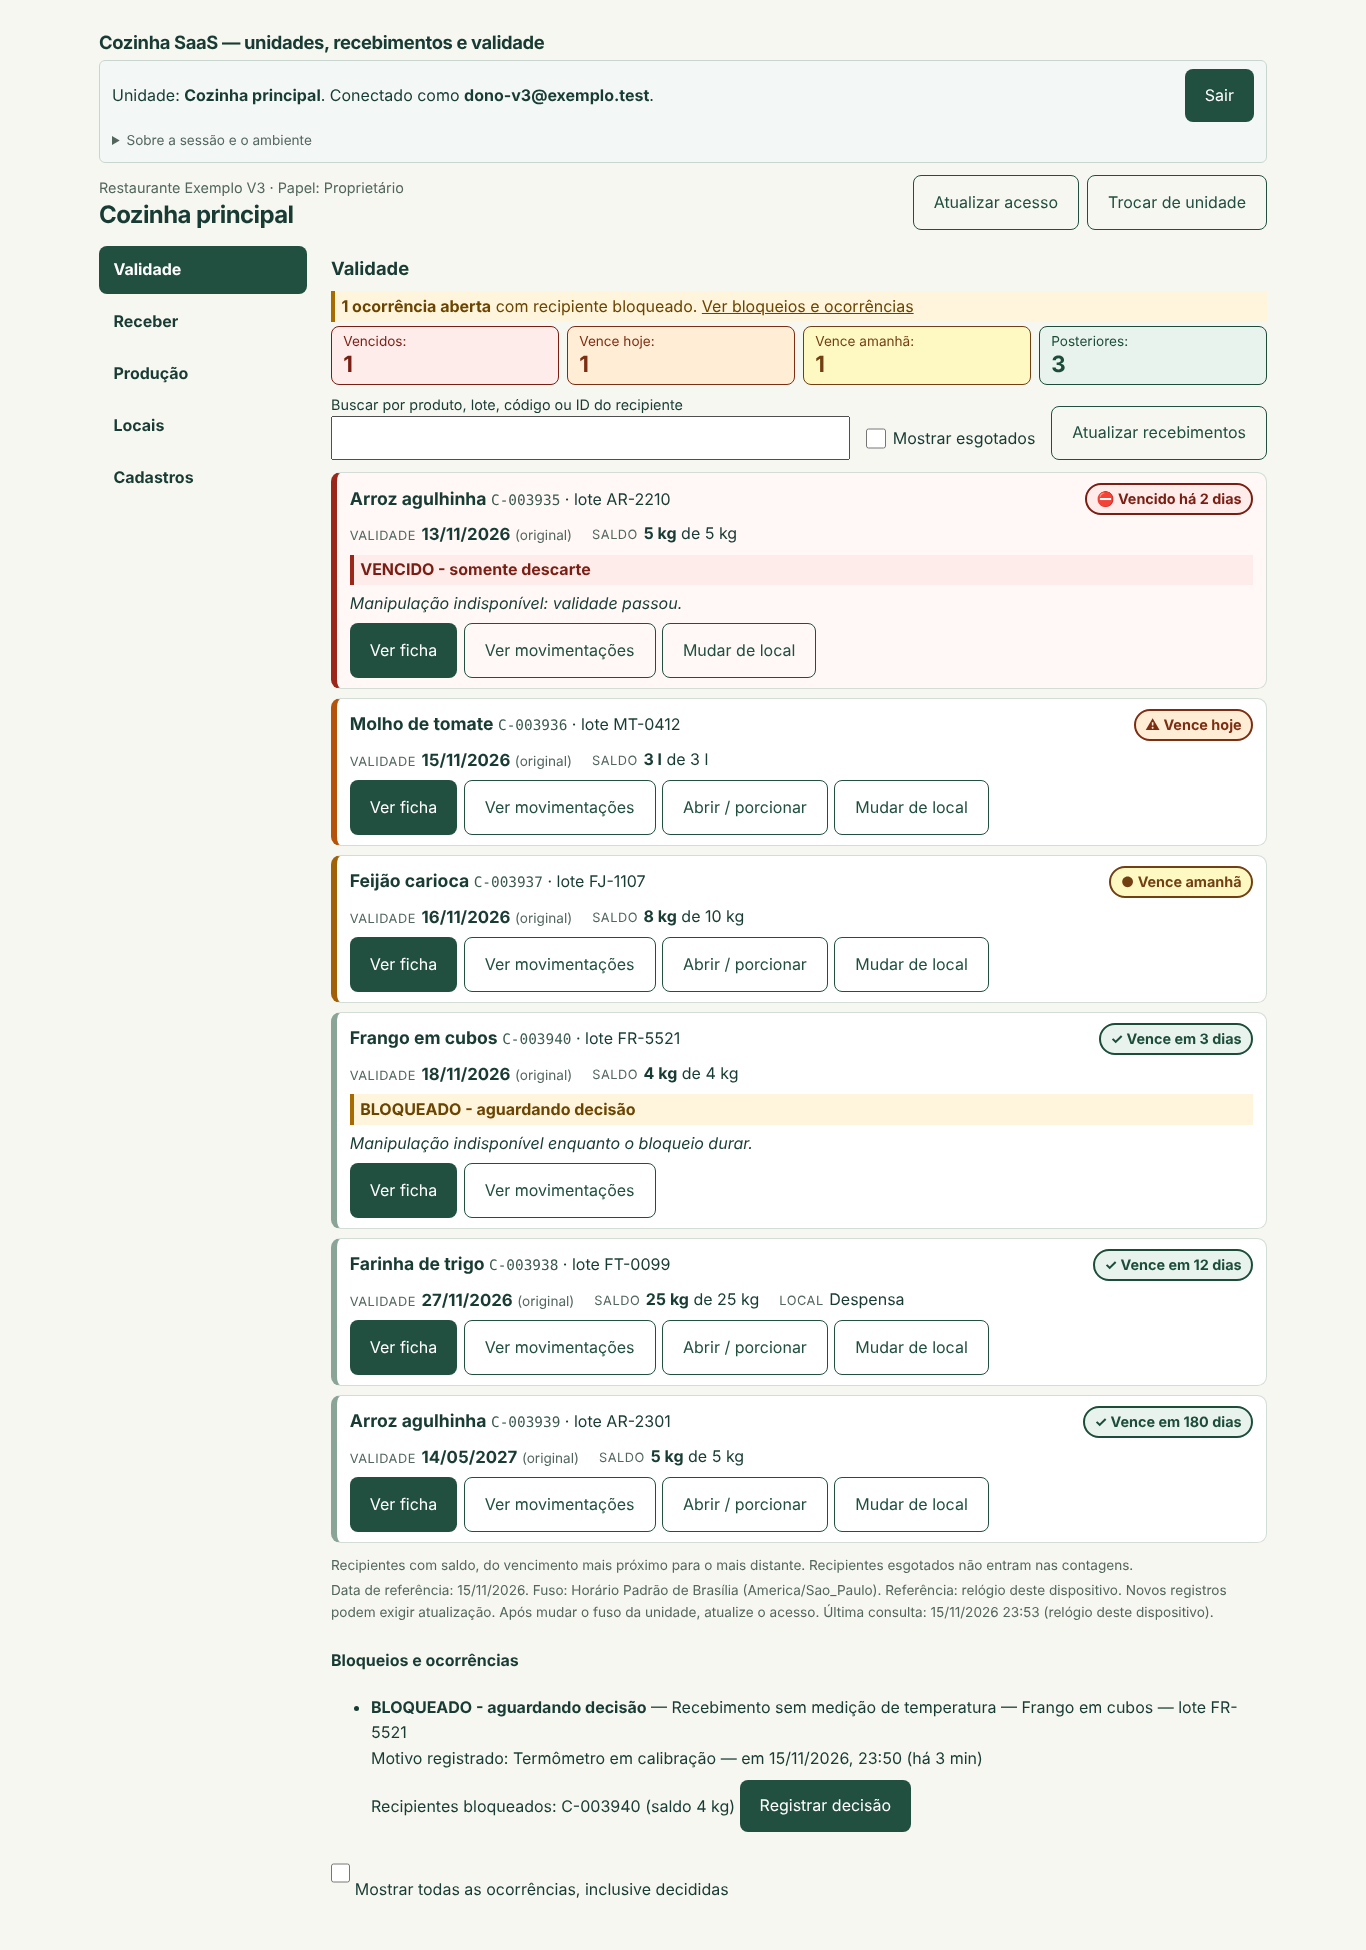 Cozinha SaaS — unidades, recebimentos e validade
Unidade: Cozinha principal. Conectado como dono-v3@exemplo.test.
Sair
▶ Sobre a sessão e o ambiente
Restaurante Exemplo V3 · Papel: Proprietário
Cozinha principal
Atualizar acesso
Trocar de unidade
Validade
Receber
Produção
Locais
Cadastros
Validade
1 ocorrência aberta com recipiente bloqueado. Ver bloqueios e ocorrências
Vencidos:
1
Vence hoje:
1
Vence amanhã:
1
Posteriores:
3
Buscar por produto, lote, código ou ID do recipiente
Mostrar esgotados
Atualizar recebimentos
Arroz agulhinha C-003935 · lote AR-2210
⛔ Vencido há 2 dias
VALIDADE 13/11/2026 (original) SALDO 5 kg de 5 kg
VENCIDO - somente descarte
Manipulação indisponível: validade passou.
Ver ficha
Ver movimentações
Mudar de local
Molho de tomate C-003936 · lote MT-0412
⚠ Vence hoje
VALIDADE 15/11/2026 (original) SALDO 3 l de 3 l
Ver ficha
Ver movimentações
Abrir / porcionar
Mudar de local
Feijão carioca C-003937 · lote FJ-1107
● Vence amanhã
VALIDADE 16/11/2026 (original) SALDO 8 kg de 10 kg
Ver ficha
Ver movimentações
Abrir / porcionar
Mudar de local
Frango em cubos C-003940 · lote FR-5521
✓ Vence em 3 dias
VALIDADE 18/11/2026 (original) SALDO 4 kg de 4 kg
BLOQUEADO - aguardando decisão
Manipulação indisponível enquanto o bloqueio durar.
Ver ficha
Ver movimentações
Farinha de trigo C-003938 · lote FT-0099
✓ Vence em 12 dias
VALIDADE 27/11/2026 (original) SALDO 25 kg de 25 kg LOCAL Despensa
Ver ficha
Ver movimentações
Abrir / porcionar
Mudar de local
Arroz agulhinha C-003939 · lote AR-2301
✓ Vence em 180 dias
VALIDADE 14/05/2027 (original) SALDO 5 kg de 5 kg
Ver ficha
Ver movimentações
Abrir / porcionar
Mudar de local
Recipientes com saldo, do vencimento mais próximo para o mais distante. Recipientes esgotados não entram nas contagens.
Data de referência: 15/11/2026. Fuso: Horário Padrão de Brasília (America/Sao_Paulo). Referência: relógio deste dispositivo. Novos registros
podem exigir atualização. Após mudar o fuso da unidade, atualize o acesso. Última consulta: 15/11/2026 23:53 (relógio deste dispositivo).
Bloqueios e ocorrências
• BLOQUEADO - aguardando decisão — Recebimento sem medição de temperatura — Frango em cubos — lote FR-
5521
Motivo registrado: Termômetro em calibração — em 15/11/2026, 23:50 (há 3 min)
Recipientes bloqueados: C-003940 (saldo 4 kg)
Registrar decisão
Mostrar todas as ocorrências, inclusive decididas